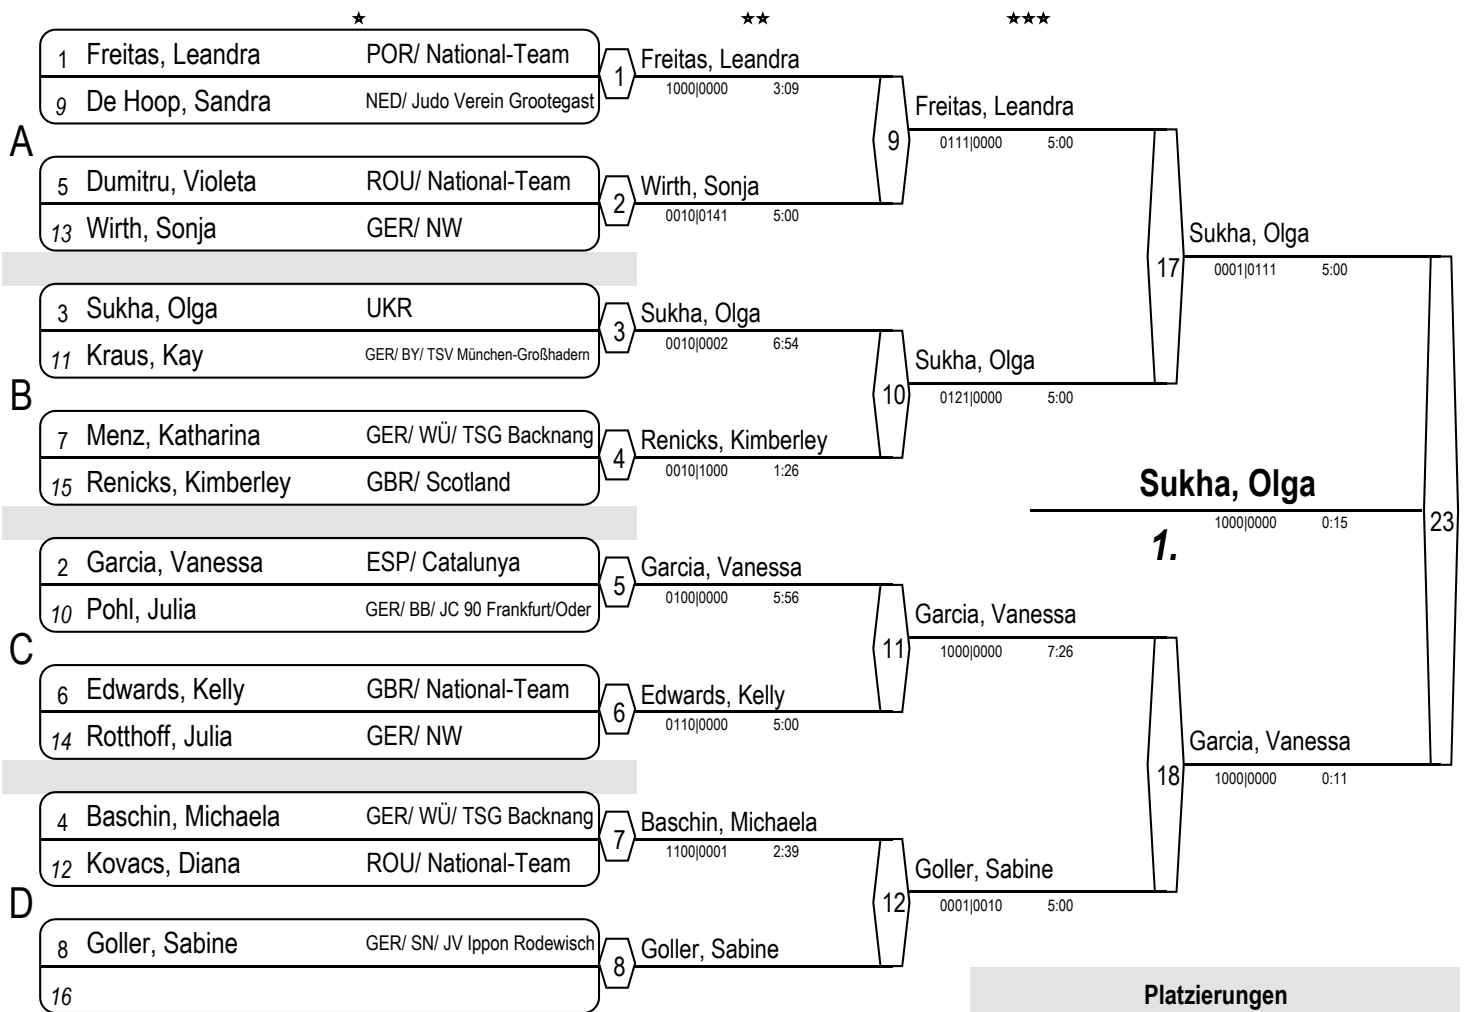 ★ ★★ ★★★
1 Freitas, Leandra POR/ National-Team
9 De Hoop, Sandra NED/ Judo Verein Grootegast
1 Freitas, Leandra
1000|0000 3:09
A
5 Dumitru, Violeta ROU/ National-Team
13 Wirth, Sonja GER/ NW
2 Wirth, Sonja
0010|0141 5:00
9 Freitas, Leandra
0111|0000 5:00
3 Sukha, Olga UKR
11 Kraus, Kay GER/ BY/ TSV München-Großhadern
3 Sukha, Olga
0010|0002 6:54
B
7 Menz, Katharina GER/ WÜ/ TSG Backnang
15 Renicks, Kimberley GBR/ Scotland
4 Renicks, Kimberley
0010|1000 1:26
10 Sukha, Olga
0121|0000 5:00
17 Sukha, Olga
0001|0111 5:00
2 Garcia, Vanessa ESP/ Catalunya
10 Pohl, Julia GER/ BB/ JC 90 Frankfurt/Oder
5 Garcia, Vanessa
0100|0000 5:56
C
6 Edwards, Kelly GBR/ National-Team
14 Rotthoff, Julia GER/ NW
6 Edwards, Kelly
0110|0000 5:00
11 Garcia, Vanessa
1000|0000 7:26
4 Baschin, Michaela GER/ WÜ/ TSG Backnang
12 Kovacs, Diana ROU/ National-Team
7 Baschin, Michaela
1100|0001 2:39
D
8 Goller, Sabine GER/ SN/ JV Ippon Rodewisch
16
8 Goller, Sabine
12 Goller, Sabine
0001|0010 5:00
18 Garcia, Vanessa
1000|0000 0:11
23 Sukha, Olga
1000|0000 0:15
1.
Platzierungen